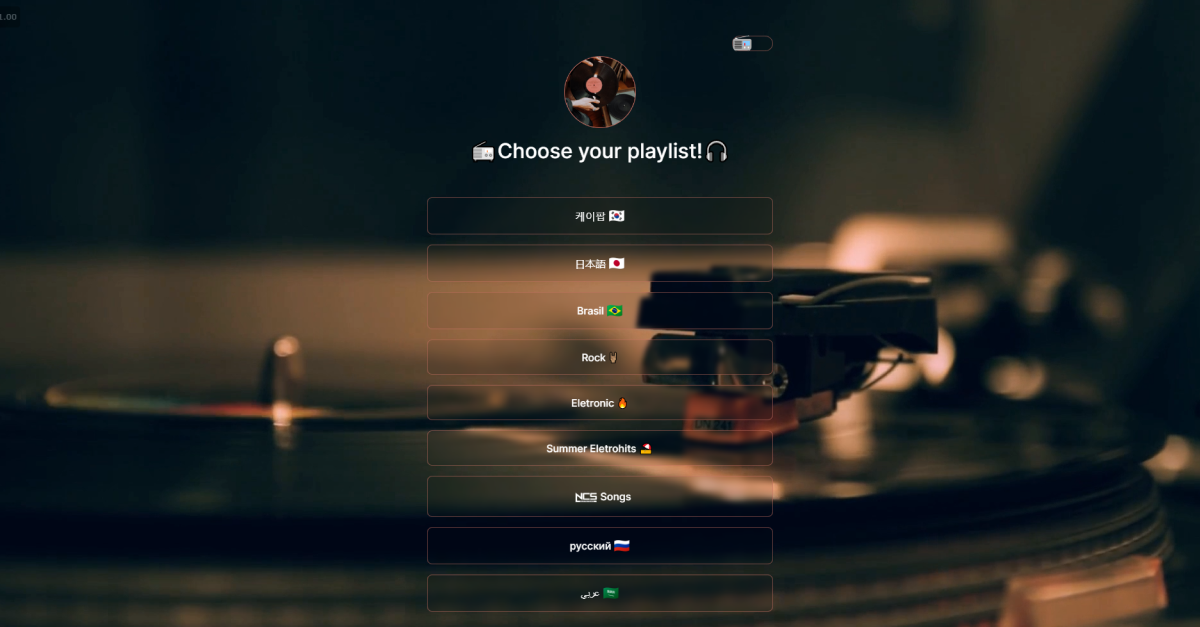 1.00
Choose your playlist!
케이팝
日本語
Brasil
Rock
Eletronic
Summer Eletrohits
NCS Songs
русский
عربي